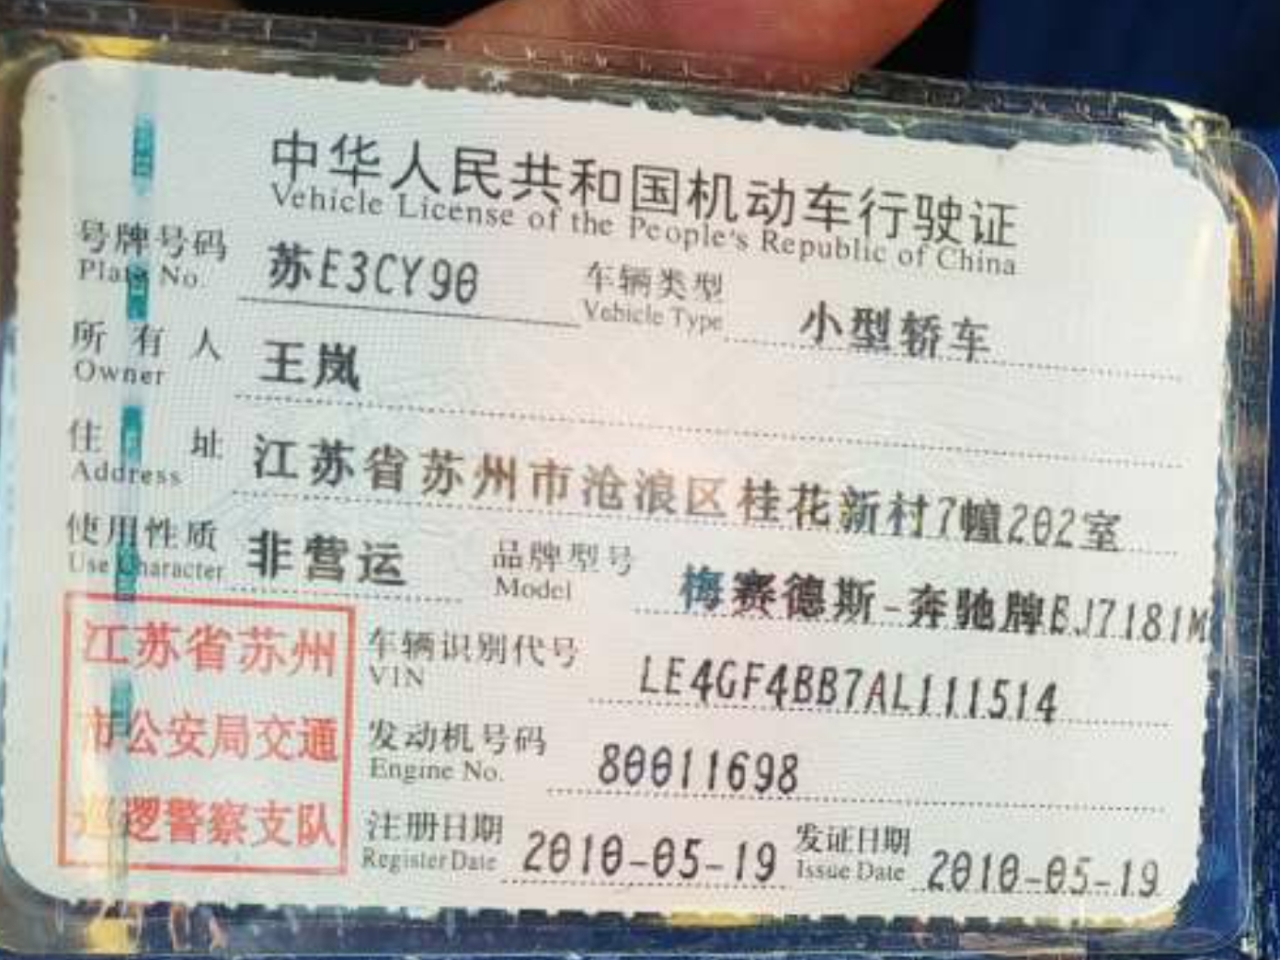 中华人民共和国机动车行驶证
Vehicle License of the People's Republic of China
号牌号码 苏E3CY90 车辆类型 小型轿车
Plate No. Vehicle Type
所有人 王岚
Owner
住址 江苏省苏州市沧浪区桂花新村7幢202室
Address
使用性质 非营运 品牌型号 梅赛德斯-奔驰牌BJ7181M
Use Character Model
江苏省苏州
市公安局交通
巡逻警察支队
车辆识别代号 LE4GF4BB7AL111514
VIN
发动机号码 80011698
Engine No.
注册日期 2010-05-19 发证日期 2010-05-19
Register Date Issue Date